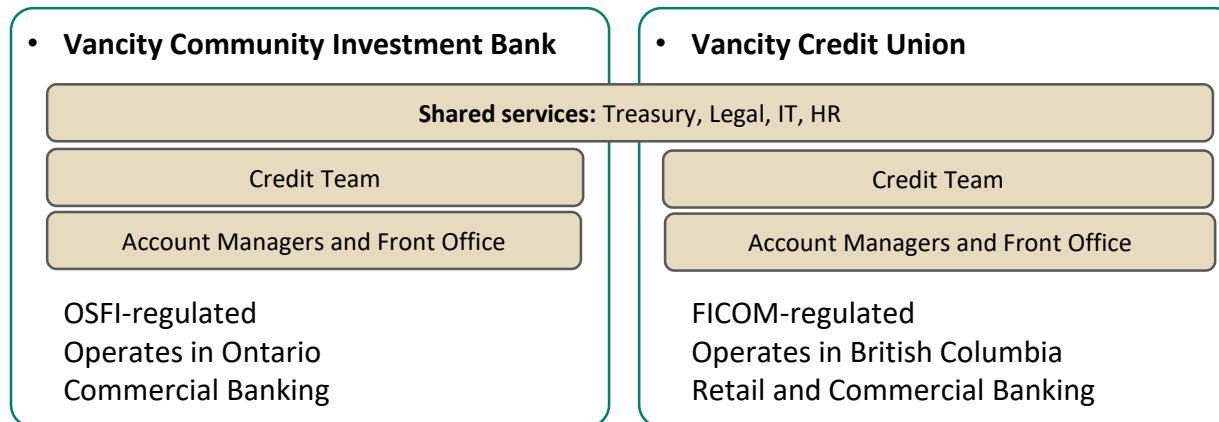 • Vancity Community Investment Bank
• Vancity Credit Union
Shared services: Treasury, Legal, IT, HR
Credit Team
Credit Team
Account Managers and Front Office
Account Managers and Front Office
OSFI-regulated
Operates in Ontario
Commercial Banking
FICOM-regulated
Operates in British Columbia
Retail and Commercial Banking